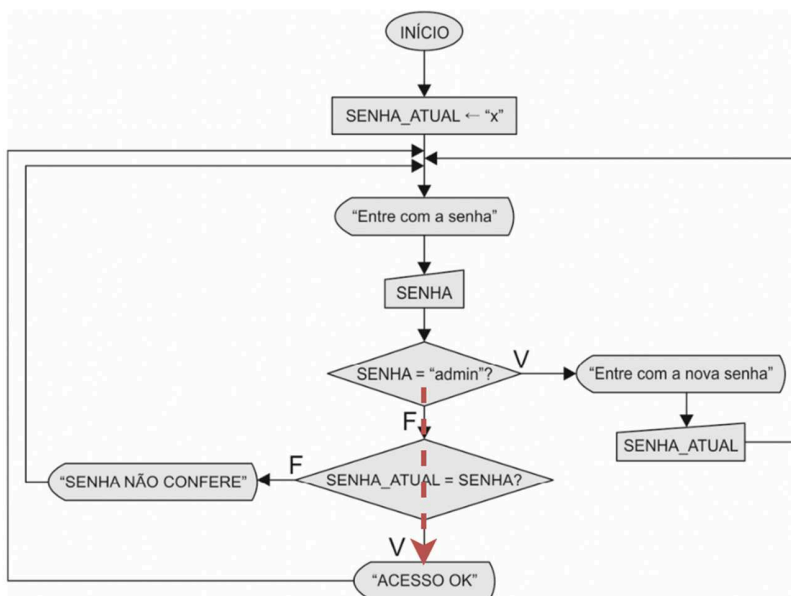 INÍCIO
SENHA_ATUAL ← “x”
“Entre com a senha”
SENHA
SENHA = “admin”?
V
“Entre com a nova senha”
F
SENHA_ATUAL
SENHA_ATUAL = SENHA?
F
“SENHA NÃO CONFERE”
V
“ACESSO OK”